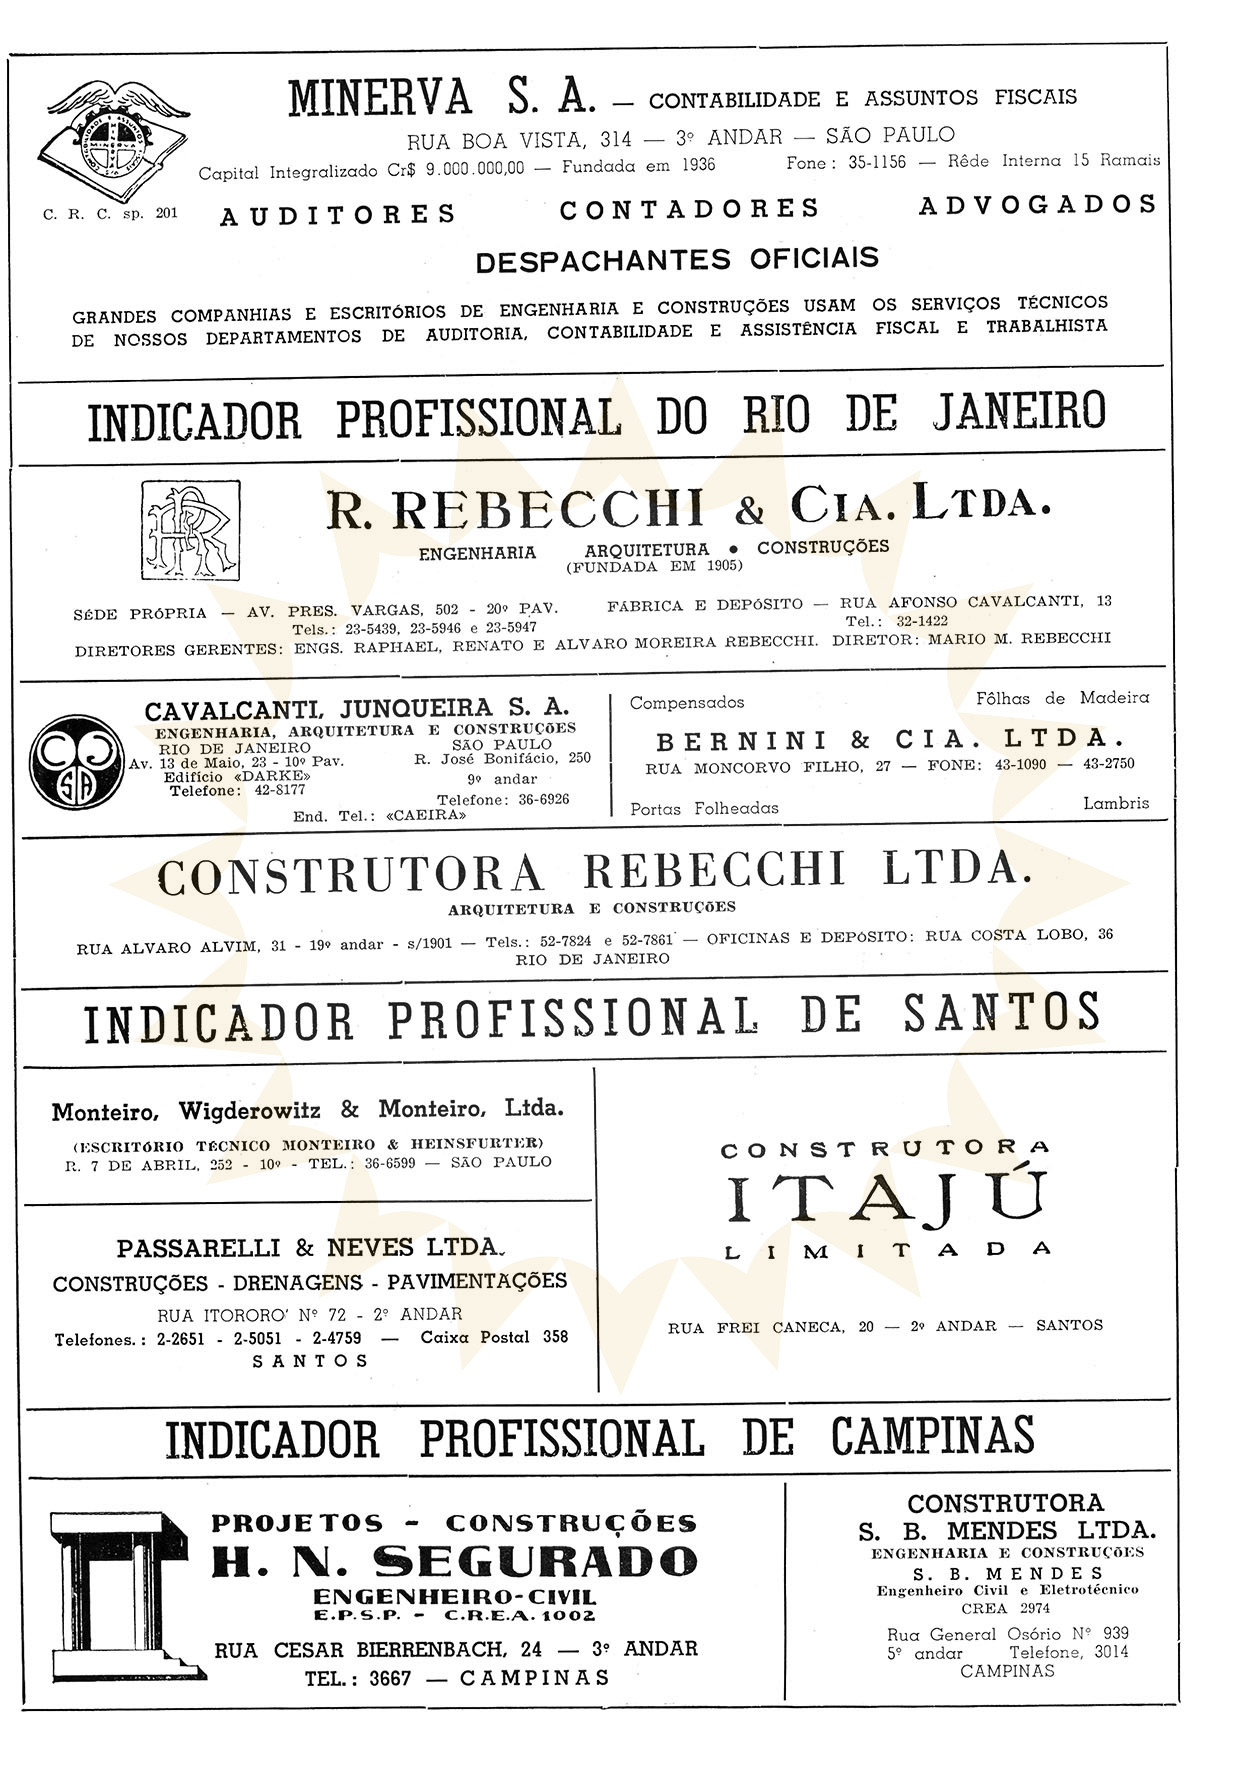 MINERVA S. A. — CONTABILIDADE E ASSUNTOS FISCAIS
RUA BOA VISTA, 314 — 3º ANDAR — SÃO PAULO
Capital Integralizado Cr$ 9.000.000,00 — Fundada em 1936 Fone : 35-1156 — Rêde Interna 15 Ramais
C. R. C. sp. 201
AUDITORES CONTADORES ADVOGADOS
DESPACHANTES OFICIAIS
GRANDES COMPANHIAS E ESCRITÓRIOS DE ENGENHARIA E CONSTRUÇÕES USAM OS SERVIÇOS TÉCNICOS
DE NOSSOS DEPARTAMENTOS DE AUDITORIA, CONTABILIDADE E ASSISTÊNCIA FISCAL E TRABALHISTA
INDICADOR PROFISSIONAL DO RIO DE JANEIRO
R. REBECCHI & CIA. LTDA.
ENGENHARIA ARQUITETURA • CONSTRUÇÕES
(FUNDADA EM 1905)
SÉDE PRÓPRIA — AV. PRES. VARGAS, 502 - 20º PAV. FÁBRICA E DEPÓSITO — RUA AFONSO CAVALCANTI, 13
Tels.: 23-5439, 23-5946 e 23-5947 Tel.: 32-1422
DIRETORES GERENTES: ENGS. RAPHAEL, RENATO E ALVARO MOREIRA REBECCHI. DIRETOR: MARIO M. REBECCHI
CAVALCANTI, JUNQUEIRA S. A.
ENGENHARIA, ARQUITETURA E CONSTRUÇÕES
RIO DE JANEIRO SÃO PAULO
Av. 13 de Maio, 23 - 10º Pav. R. José Bonifácio, 250
Edifício «DARKE» 9º andar
Telefone: 42-8177 Telefone: 36-6926
End. Tel.: «CAEIRA»
Compensados Fôlhas de Madeira
BERNINI & CIA. LTDA.
RUA MONCORVO FILHO, 27 — FONE: 43-1090 — 43-2750
Portas Folheadas Lambris
CONSTRUTORA REBECCHI LTDA.
ARQUITETURA E CONSTRUÇÕES
RUA ALVARO ALVIM, 31 - 19º andar - s/1901 — Tels.: 52-7824 e 52-7861 — OFICINAS E DEPÓSITO: RUA COSTA LOBO, 36
RIO DE JANEIRO
INDICADOR PROFISSIONAL DE SANTOS
Monteiro, Wigderowitz & Monteiro, Ltda.
(ESCRITÓRIO TÉCNICO MONTEIRO & HEINSFURTER)
R. 7 DE ABRIL, 252 - 10º - TEL.: 36-6599 — SÃO PAULO
PASSARELLI & NEVES LTDA.
CONSTRUÇÕES - DRENAGENS - PAVIMENTAÇÕES
RUA ITORORO' Nº 72 - 2º ANDAR
Telefones.: 2-2651 - 2-5051 - 2-4759 — Caixa Postal 358
SANTOS
CONSTRUTORA
ITAJÚ
LIMITADA
RUA FREI CANECA, 20 — 2º ANDAR — SANTOS
INDICADOR PROFISSIONAL DE CAMPINAS
PROJETOS - CONSTRUÇÕES
H. N. SEGURADO
ENGENHEIRO-CIVIL
E.P.S.P. - C.R.E.A. 1002
RUA CESAR BIERRENBACH, 24 — 3º ANDAR
TEL.: 3667 — CAMPINAS
CONSTRUTORA
S. B. MENDES LTDA.
ENGENHARIA E CONSTRUÇÕES
S. B. MENDES
Engenheiro Civil e Eletrotécnico
CREA 2974
Rua General Osório Nº 939
5º andar Telefone, 3014
CAMPINAS